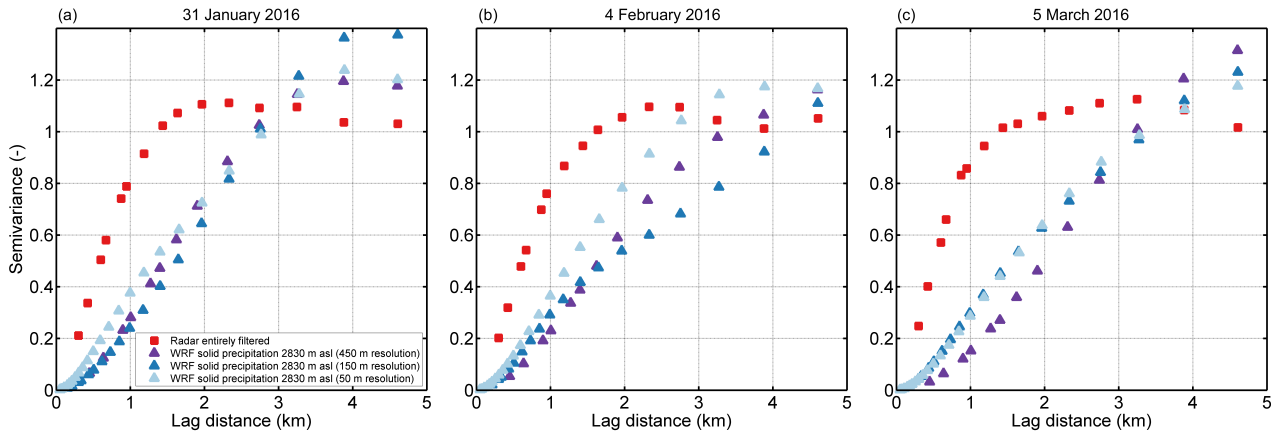 (a) 31 January 2016
(b) 4 February 2016
(c) 5 March 2016
Semivariance (-)
1.2
1
0.8
0.6
0.4
0.2
0
Radar entirely filtered
WRF solid precipitation 2830 m asl (450 m resolution)
WRF solid precipitation 2830 m asl (150 m resolution)
WRF solid precipitation 2830 m asl (50 m resolution)
0 1 2 3 4 5
Lag distance (km)
1.2
1
0.8
0.6
0.4
0.2
0
0 1 2 3 4 5
Lag distance (km)
1.2
1
0.8
0.6
0.4
0.2
0
0 1 2 3 4 5
Lag distance (km)